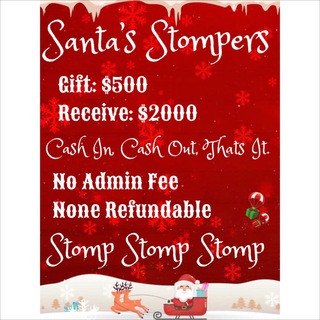 Santa's Stompers
Gift: $500
Receive: $2000
Cash In, Cash Out, Thats It.
No Admin Fee
None Refundable
Stomp Stomp Stomp